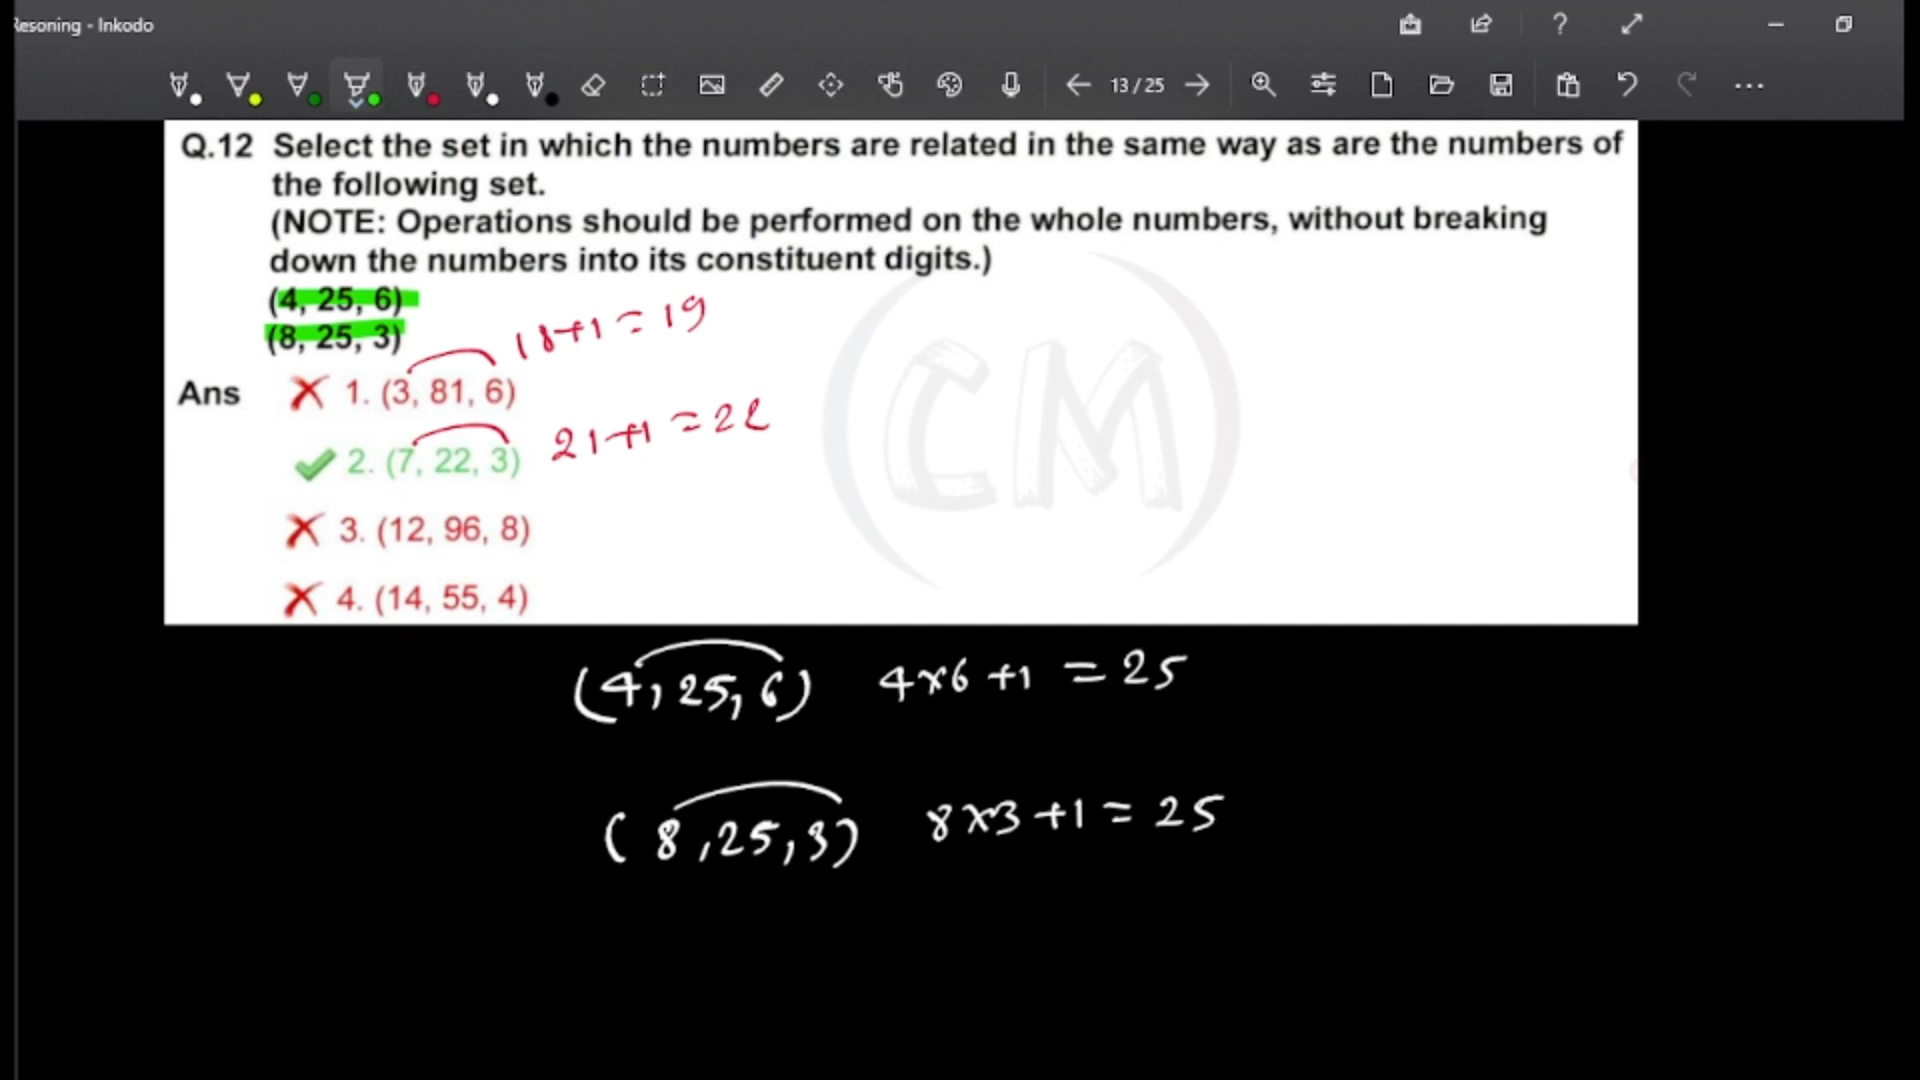 Resoning - Inkodo
13 / 25
Q.12 Select the set in which the numbers are related in the same way as are the numbers of
the following set.
(NOTE: Operations should be performed on the whole numbers, without breaking
down the numbers into its constituent digits.)
(4, 25, 6)
(8, 25, 3)
18+1=19
Ans 1. (3, 81, 6)
21+1=22
2. (7, 22, 3)
3. (12, 96, 8)
4. (14, 55, 4)
CM
(4, 25, 6) 4×6+1 = 25
(8, 25, 3) 8×3+1 = 25